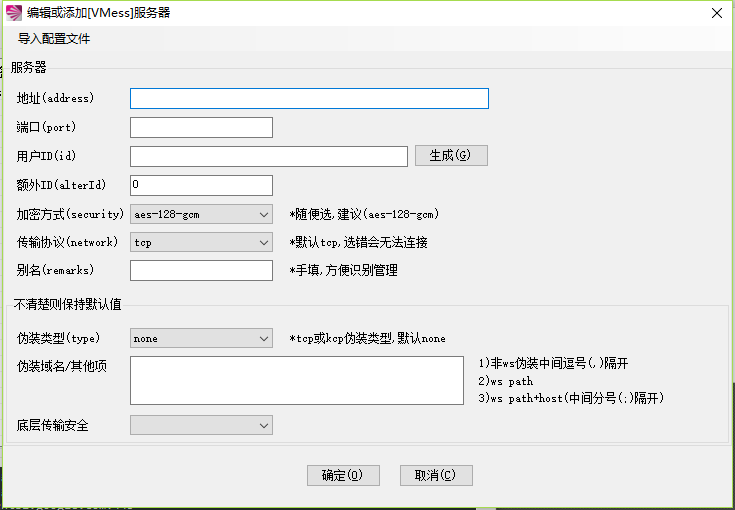 编辑或添加[VMess]服务器
导入配置文件
服务器
地址(address)
端口(port)
用户ID(id) 生成(G)
额外ID(alterId) 0
加密方式(security) aes-128-gcm *随便选,建议(aes-128-gcm)
传输协议(network) tcp *默认tcp,选错会无法连接
别名(remarks) *手填,方便识别管理
不清楚则保持默认值
伪装类型(type) none *tcp或kcp伪装类型,默认none
伪装域名/其他项 1)非ws伪装中间逗号(,)隔开
2)ws path
3)ws path+host(中间分号(;)隔开)
底层传输安全
确定(O) 取消(C)